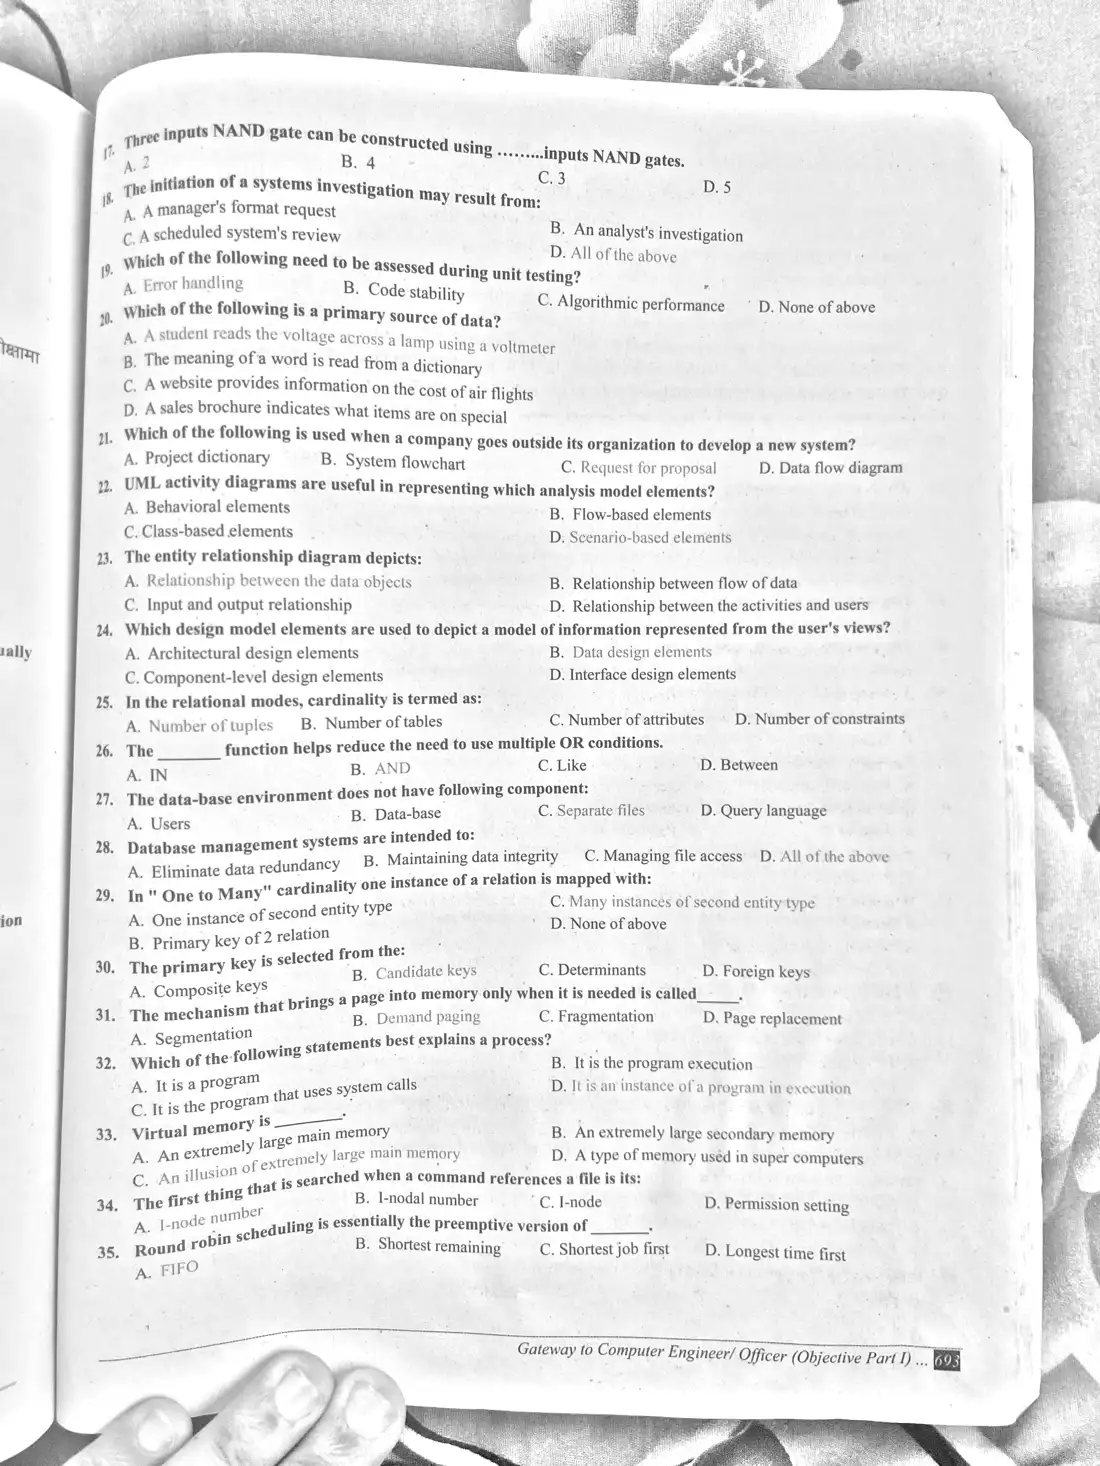 17. Three inputs NAND gate can be constructed using .........inputs NAND gates.
A. 2 B. 4 C. 3 D. 5
18. The initiation of a systems investigation may result from:
A. A manager's format request B. An analyst's investigation
C. A scheduled system's review D. All of the above
19. Which of the following need to be assessed during unit testing?
A. Error handling B. Code stability C. Algorithmic performance D. None of above
20. Which of the following is a primary source of data?
A. A student reads the voltage across a lamp using a voltmeter
B. The meaning of a word is read from a dictionary
C. A website provides information on the cost of air flights
D. A sales brochure indicates what items are on special
21. Which of the following is used when a company goes outside its organization to develop a new system?
A. Project dictionary B. System flowchart C. Request for proposal D. Data flow diagram
22. UML activity diagrams are useful in representing which analysis model elements?
A. Behavioral elements B. Flow-based elements
C. Class-based elements D. Scenario-based elements
23. The entity relationship diagram depicts:
A. Relationship between the data objects B. Relationship between flow of data
C. Input and output relationship D. Relationship between the activities and users
24. Which design model elements are used to depict a model of information represented from the user's views?
A. Architectural design elements B. Data design elements
C. Component-level design elements D. Interface design elements
25. In the relational modes, cardinality is termed as:
A. Number of tuples B. Number of tables C. Number of attributes D. Number of constraints
26. The ________ function helps reduce the need to use multiple OR conditions.
A. IN B. AND C. Like D. Between
27. The data-base environment does not have following component:
A. Users B. Data-base C. Separate files D. Query language
28. Database management systems are intended to:
A. Eliminate data redundancy B. Maintaining data integrity C. Managing file access D. All of the above
29. In " One to Many" cardinality one instance of a relation is mapped with:
A. One instance of second entity type C. Many instances of second entity type
B. Primary key of 2 relation D. None of above
30. The primary key is selected from the:
A. Composite keys B. Candidate keys C. Determinants D. Foreign keys
31. The mechanism that brings a page into memory only when it is needed is called_____.
A. Segmentation B. Demand paging C. Fragmentation D. Page replacement
32. Which of the following statements best explains a process?
A. It is a program B. It is the program execution
C. It is the program that uses system calls D. It is an instance of a program in execution
33. Virtual memory is ________.
A. An extremely large main memory B. An extremely large secondary memory
C. An illusion of extremely large main memory D. A type of memory used in super computers
34. The first thing that is searched when a command references a file is its:
A. I-node number B. I-nodal number C. I-node D. Permission setting
35. Round robin scheduling is essentially the preemptive version of _______.
A. FIFO B. Shortest remaining C. Shortest job first D. Longest time first
Gateway to Computer Engineer/ Officer (Objective Part I) ... 693
ually
ion